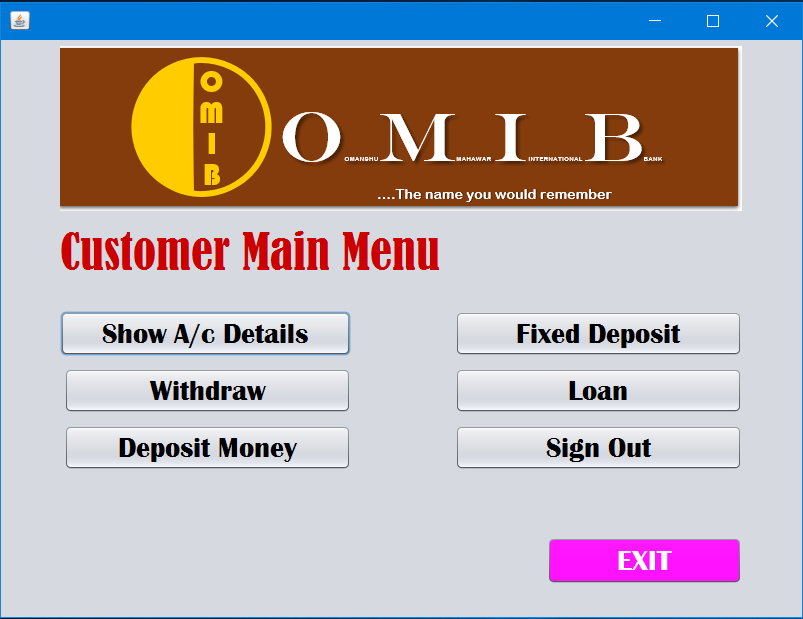 O
M
I
B
O OMANSHU M MAHAWAR I INTERNATIONAL B BANK
....The name you would remember
Customer Main Menu
Show A/c Details
Fixed Deposit
Withdraw
Loan
Deposit Money
Sign Out
EXIT